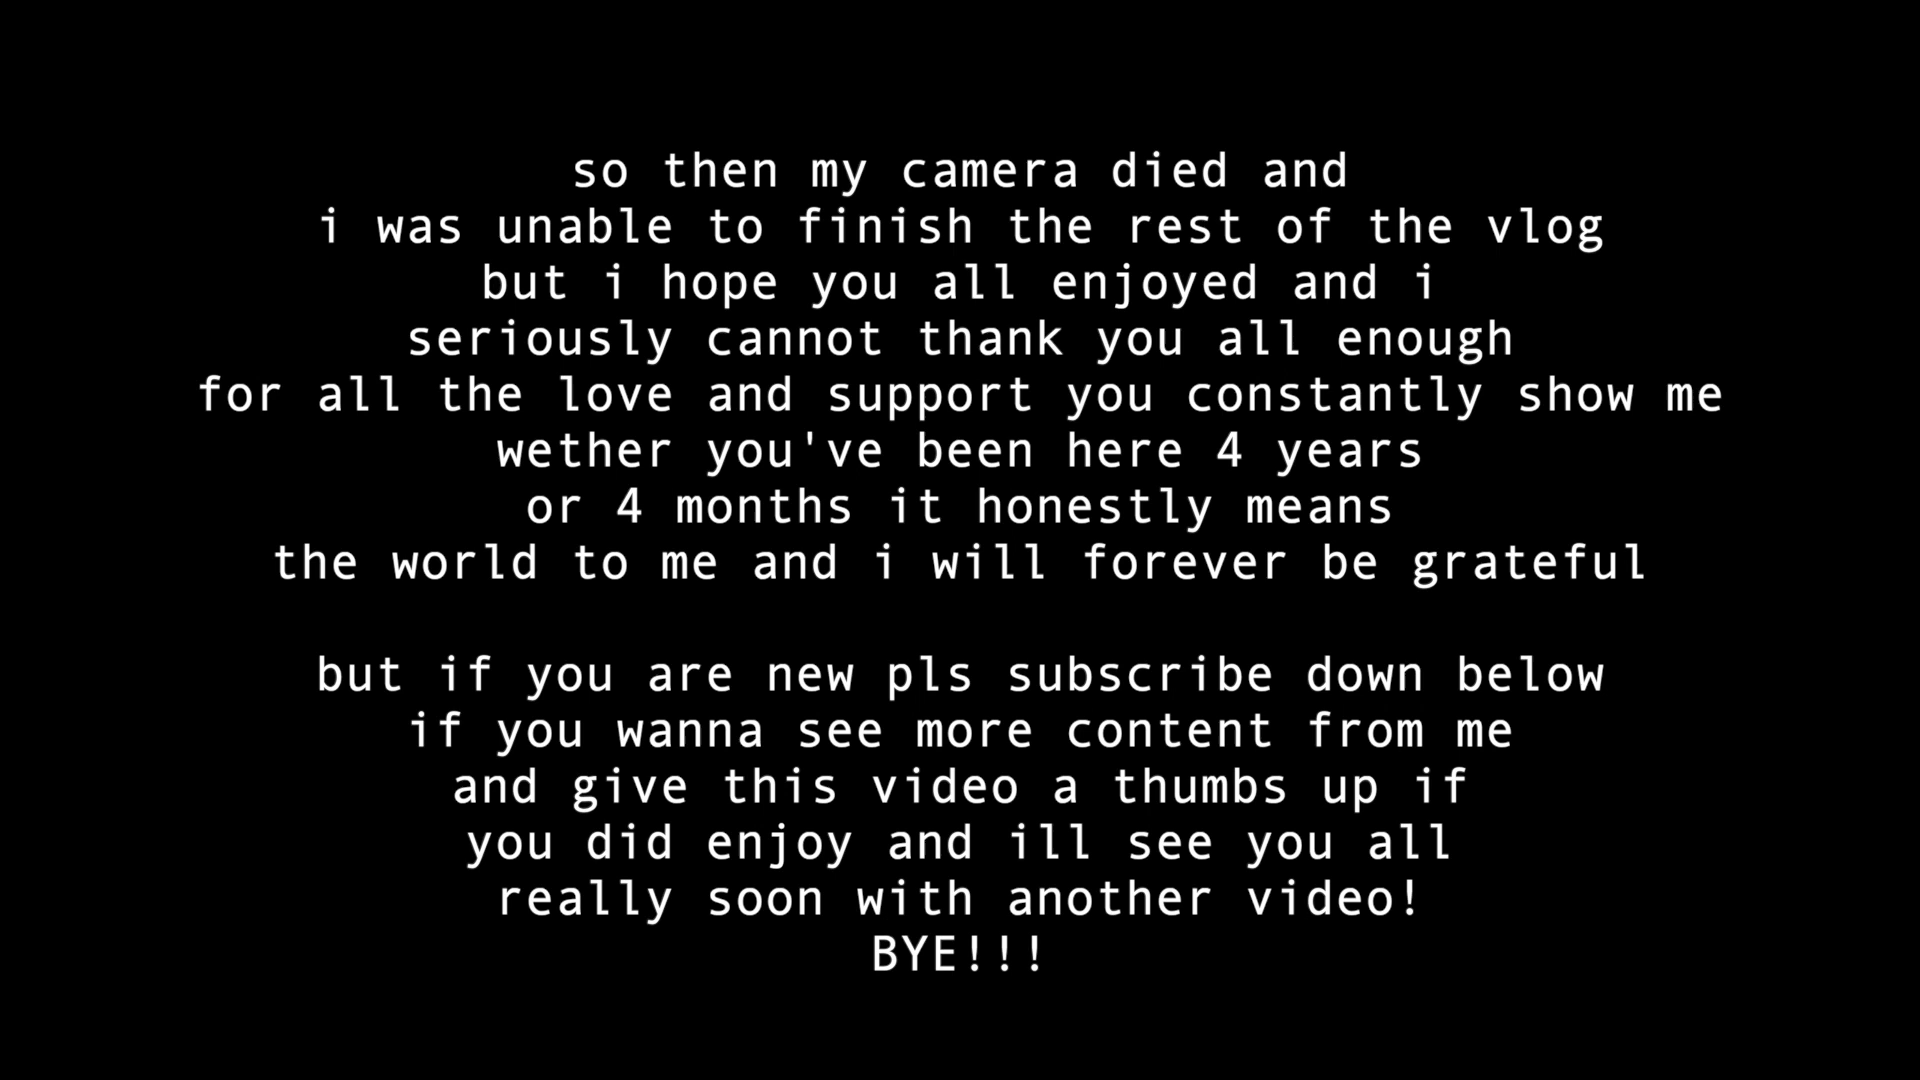 so then my camera died and
i was unable to finish the rest of the vlog
but i hope you all enjoyed and i
seriously cannot thank you all enough
for all the love and support you constantly show me
wether you've been here 4 years
or 4 months it honestly means
the world to me and i will forever be grateful
but if you are new pls subscribe down below
if you wanna see more content from me
and give this video a thumbs up if
you did enjoy and ill see you all
really soon with another video!
BYE!!!